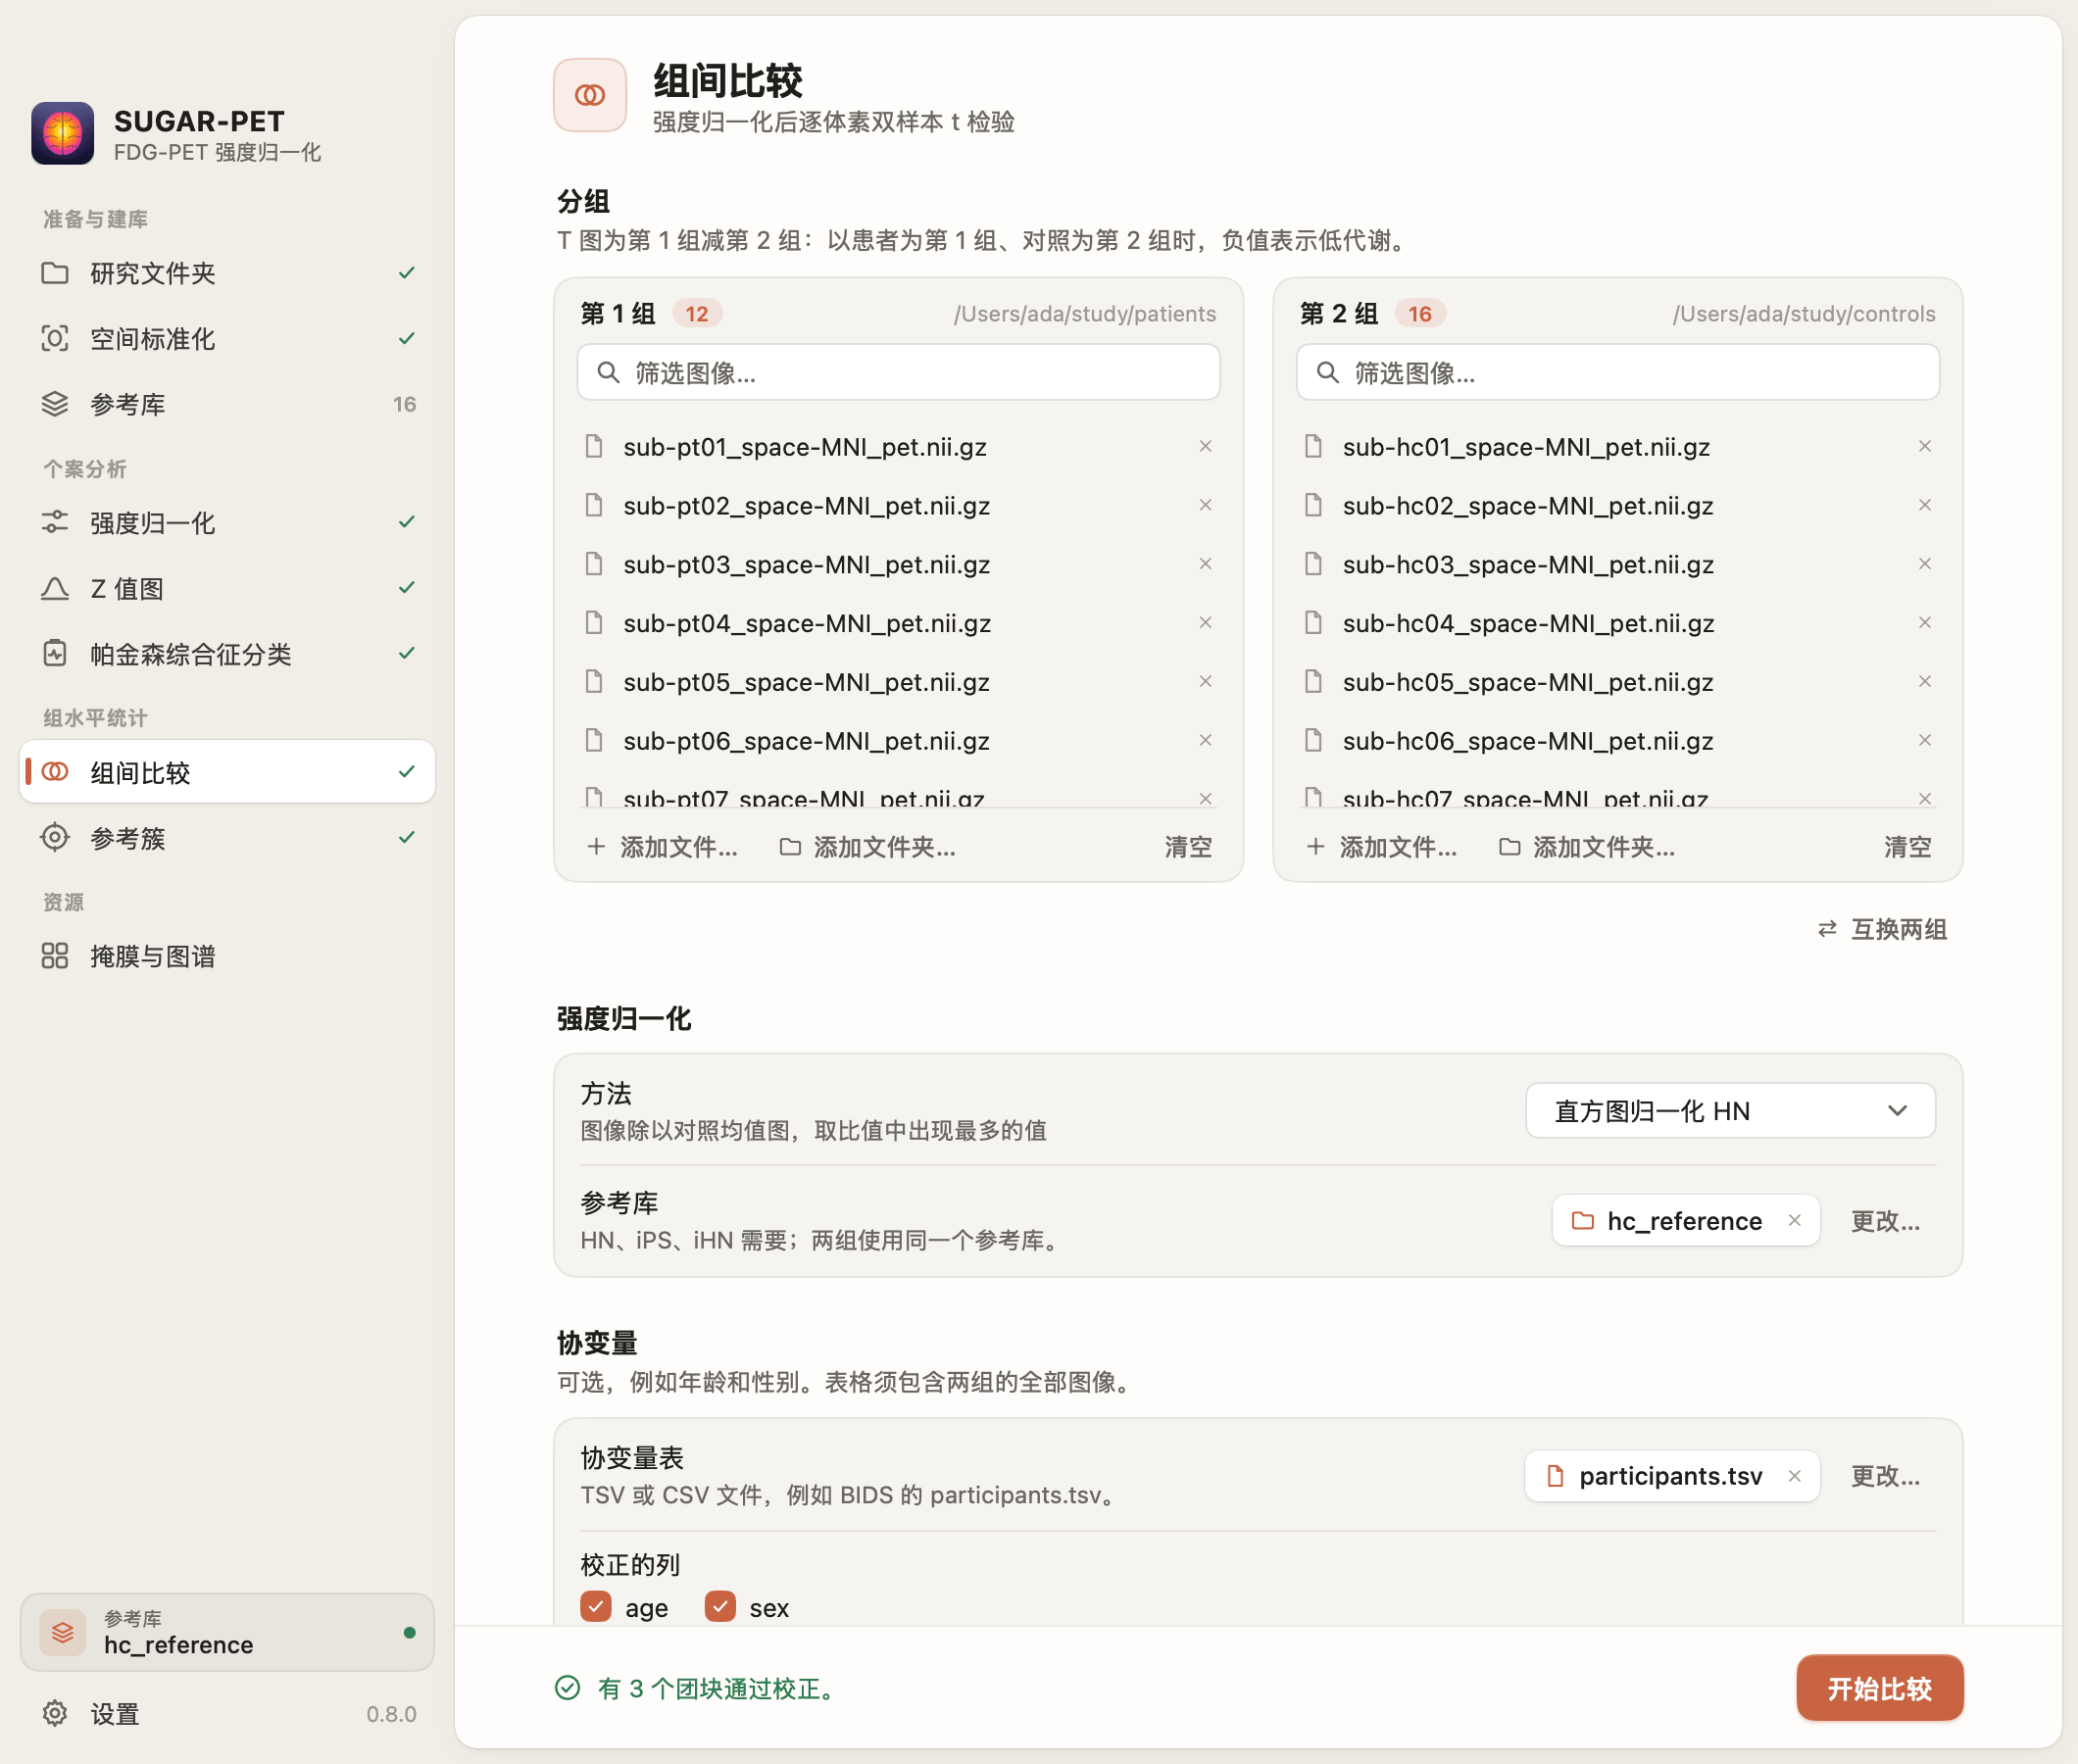 SUGAR-PET
FDG-PET 强度归一化
准备与建库
研究文件夹
空间标准化
参考库 16
个案分析
强度归一化
Z 值图
帕金森综合征分类
组水平统计
组间比较
参考簇
资源
掩膜与图谱
参考库
hc_reference
设置 0.8.0
组间比较
强度归一化后逐体素双样本 t 检验
分组
T 图为第 1 组减第 2 组：以患者为第 1 组、对照为第 2 组时，负值表示低代谢。
第 1 组 12 /Users/ada/study/patients
筛选图像...
sub-pt01_space-MNI_pet.nii.gz
sub-pt02_space-MNI_pet.nii.gz
sub-pt03_space-MNI_pet.nii.gz
sub-pt04_space-MNI_pet.nii.gz
sub-pt05_space-MNI_pet.nii.gz
sub-pt06_space-MNI_pet.nii.gz
sub-pt07_space-MNI_pet.nii.gz
添加文件... 添加文件夹... 清空
第 2 组 16 /Users/ada/study/controls
筛选图像...
sub-hc01_space-MNI_pet.nii.gz
sub-hc02_space-MNI_pet.nii.gz
sub-hc03_space-MNI_pet.nii.gz
sub-hc04_space-MNI_pet.nii.gz
sub-hc05_space-MNI_pet.nii.gz
sub-hc06_space-MNI_pet.nii.gz
sub-hc07_space-MNI_pet.nii.gz
添加文件... 添加文件夹... 清空
互换两组
强度归一化
方法
图像除以对照均值图，取比值中出现最多的值
直方图归一化 HN
参考库
HN、iPS、iHN 需要；两组使用同一个参考库。
hc_reference 更改...
协变量
可选，例如年龄和性别。表格须包含两组的全部图像。
协变量表
TSV 或 CSV 文件，例如 BIDS 的 participants.tsv。
participants.tsv 更改...
校正的列
age sex
有 3 个团块通过校正。
开始比较